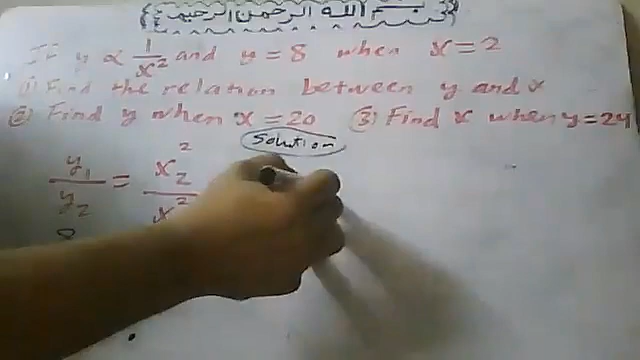 بسم الله الرحمن الرحيم
If y ∝ 1/x² and y = 8 when x = 2
① Find the relation between y and x
② Find y when x = 20 ③ Find x when y = 24
Solution
y₁/y₂ = x₂²/x²
8